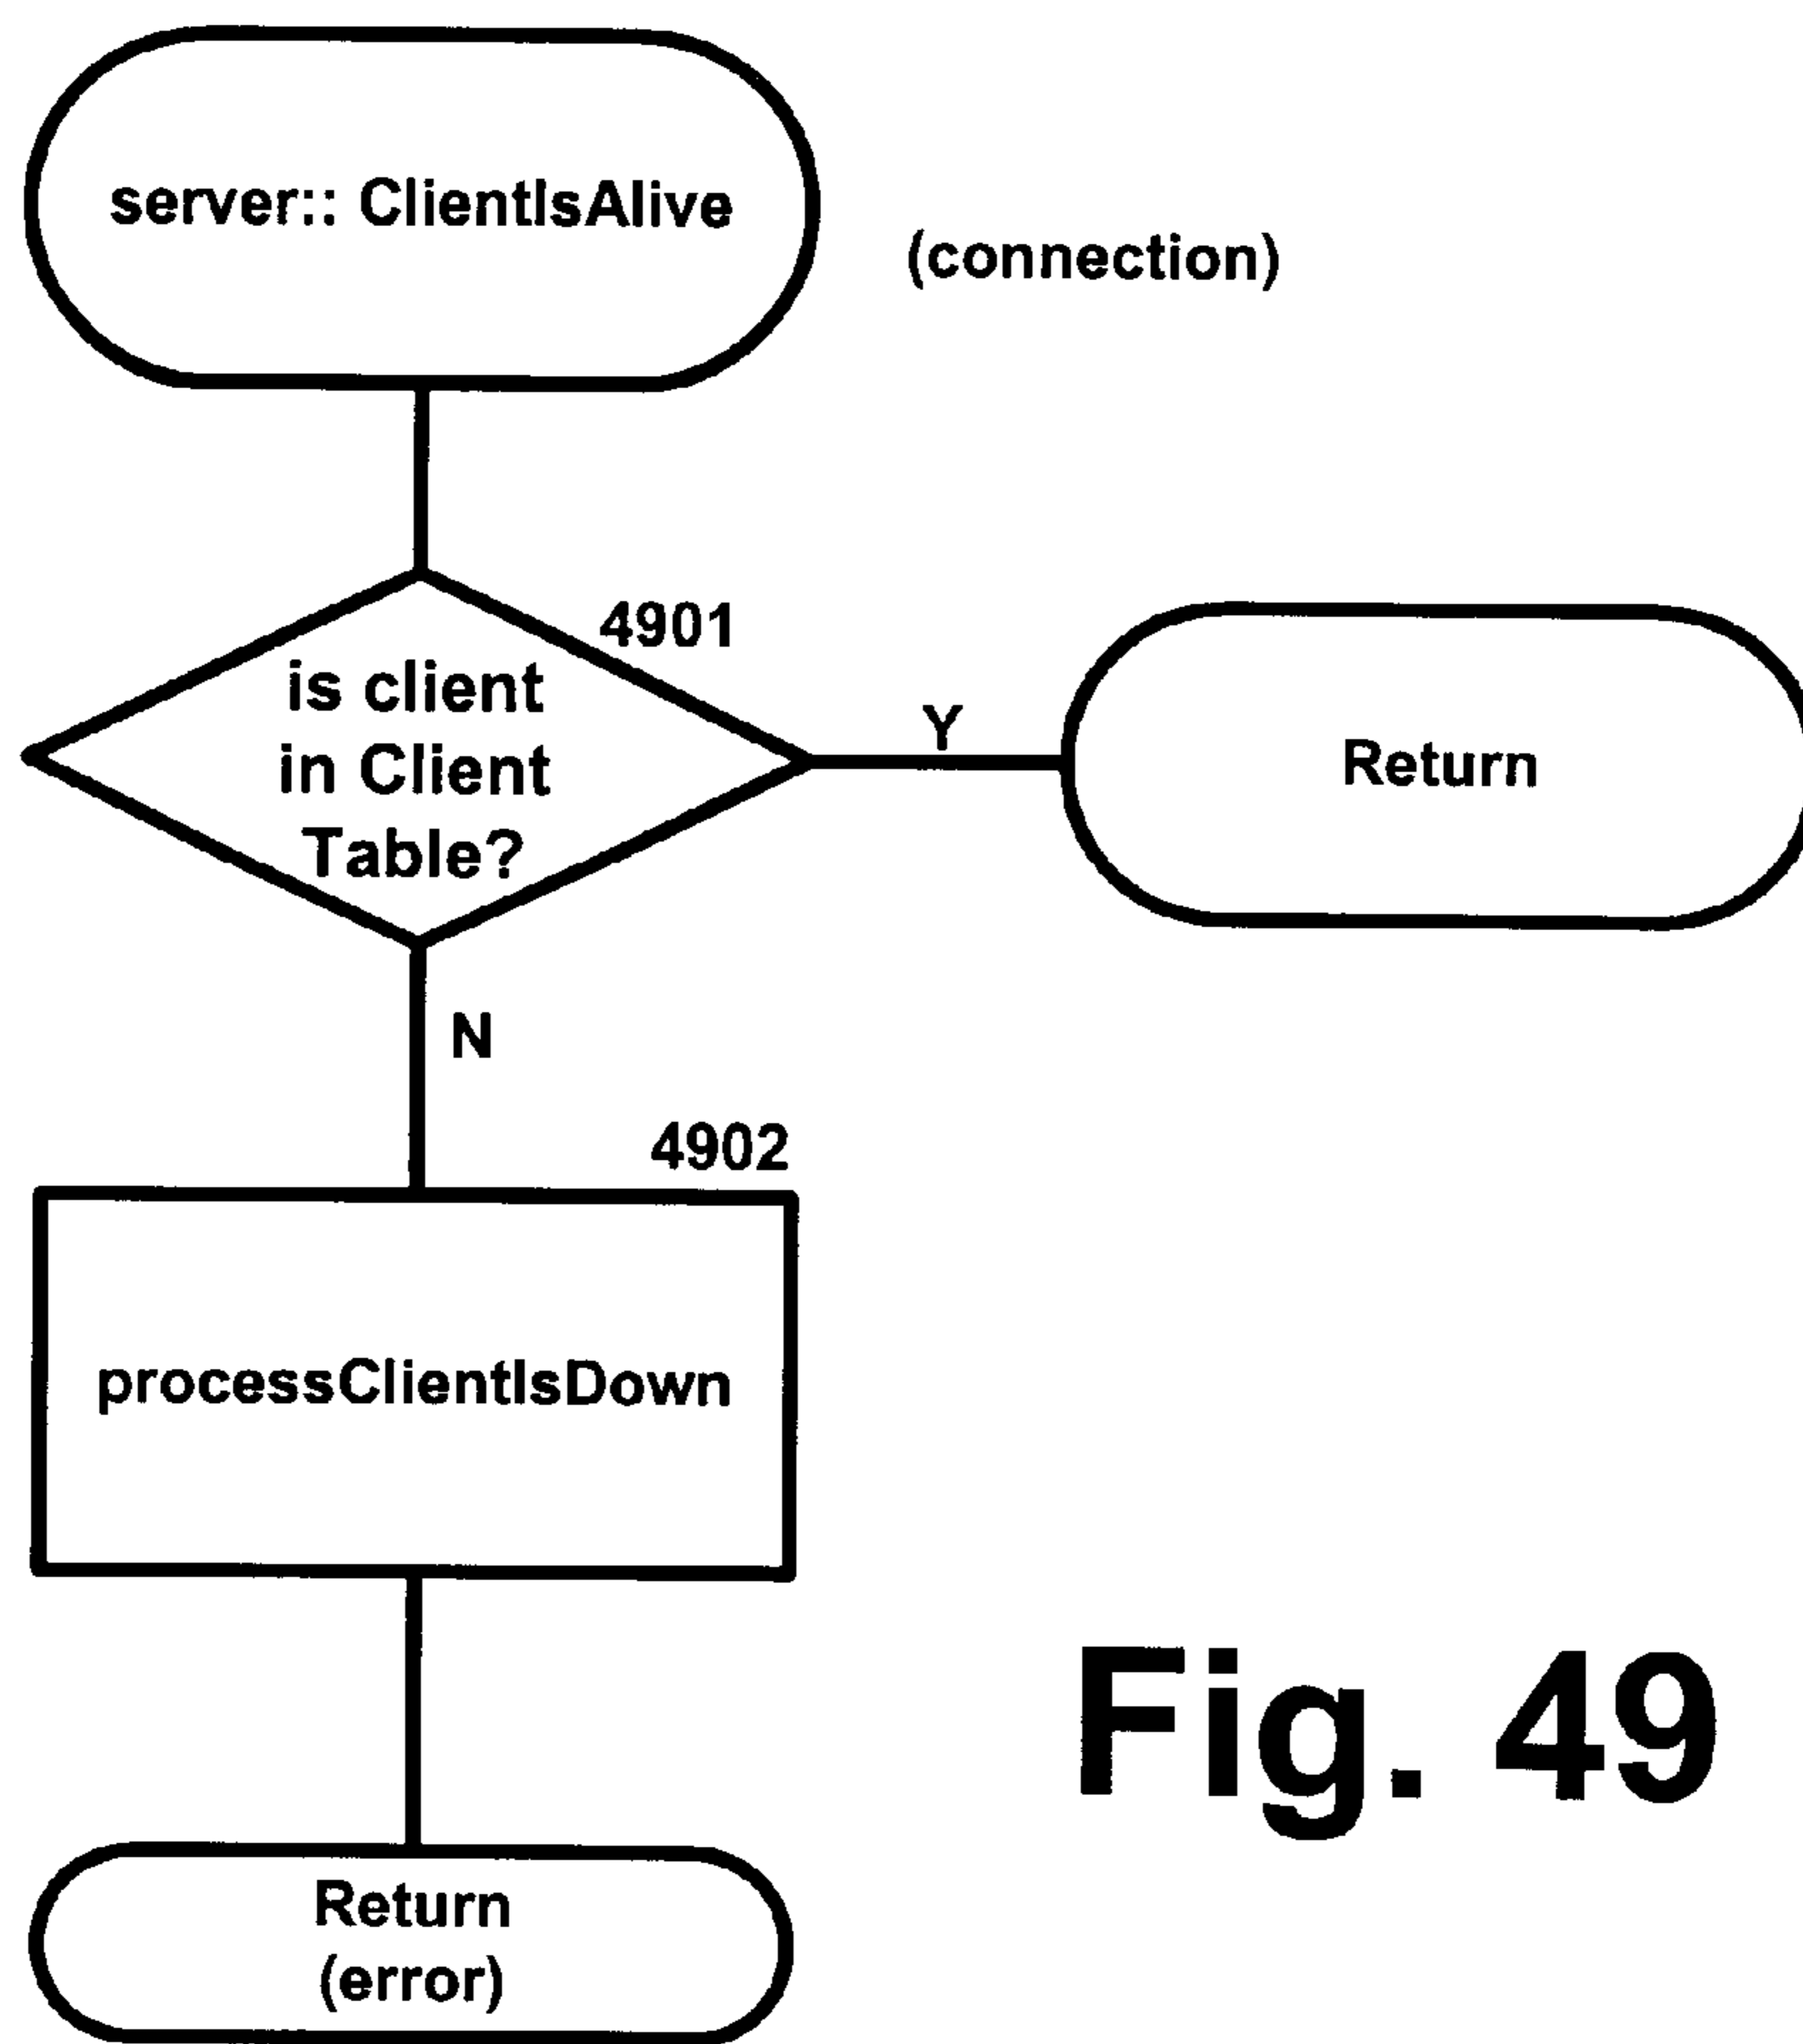 server:: ClientIsAlive
(connection)
4901
is client
in Client
Table?
Y
Return
N
4902
processClientIsDown
Return
(error)
Fig. 49